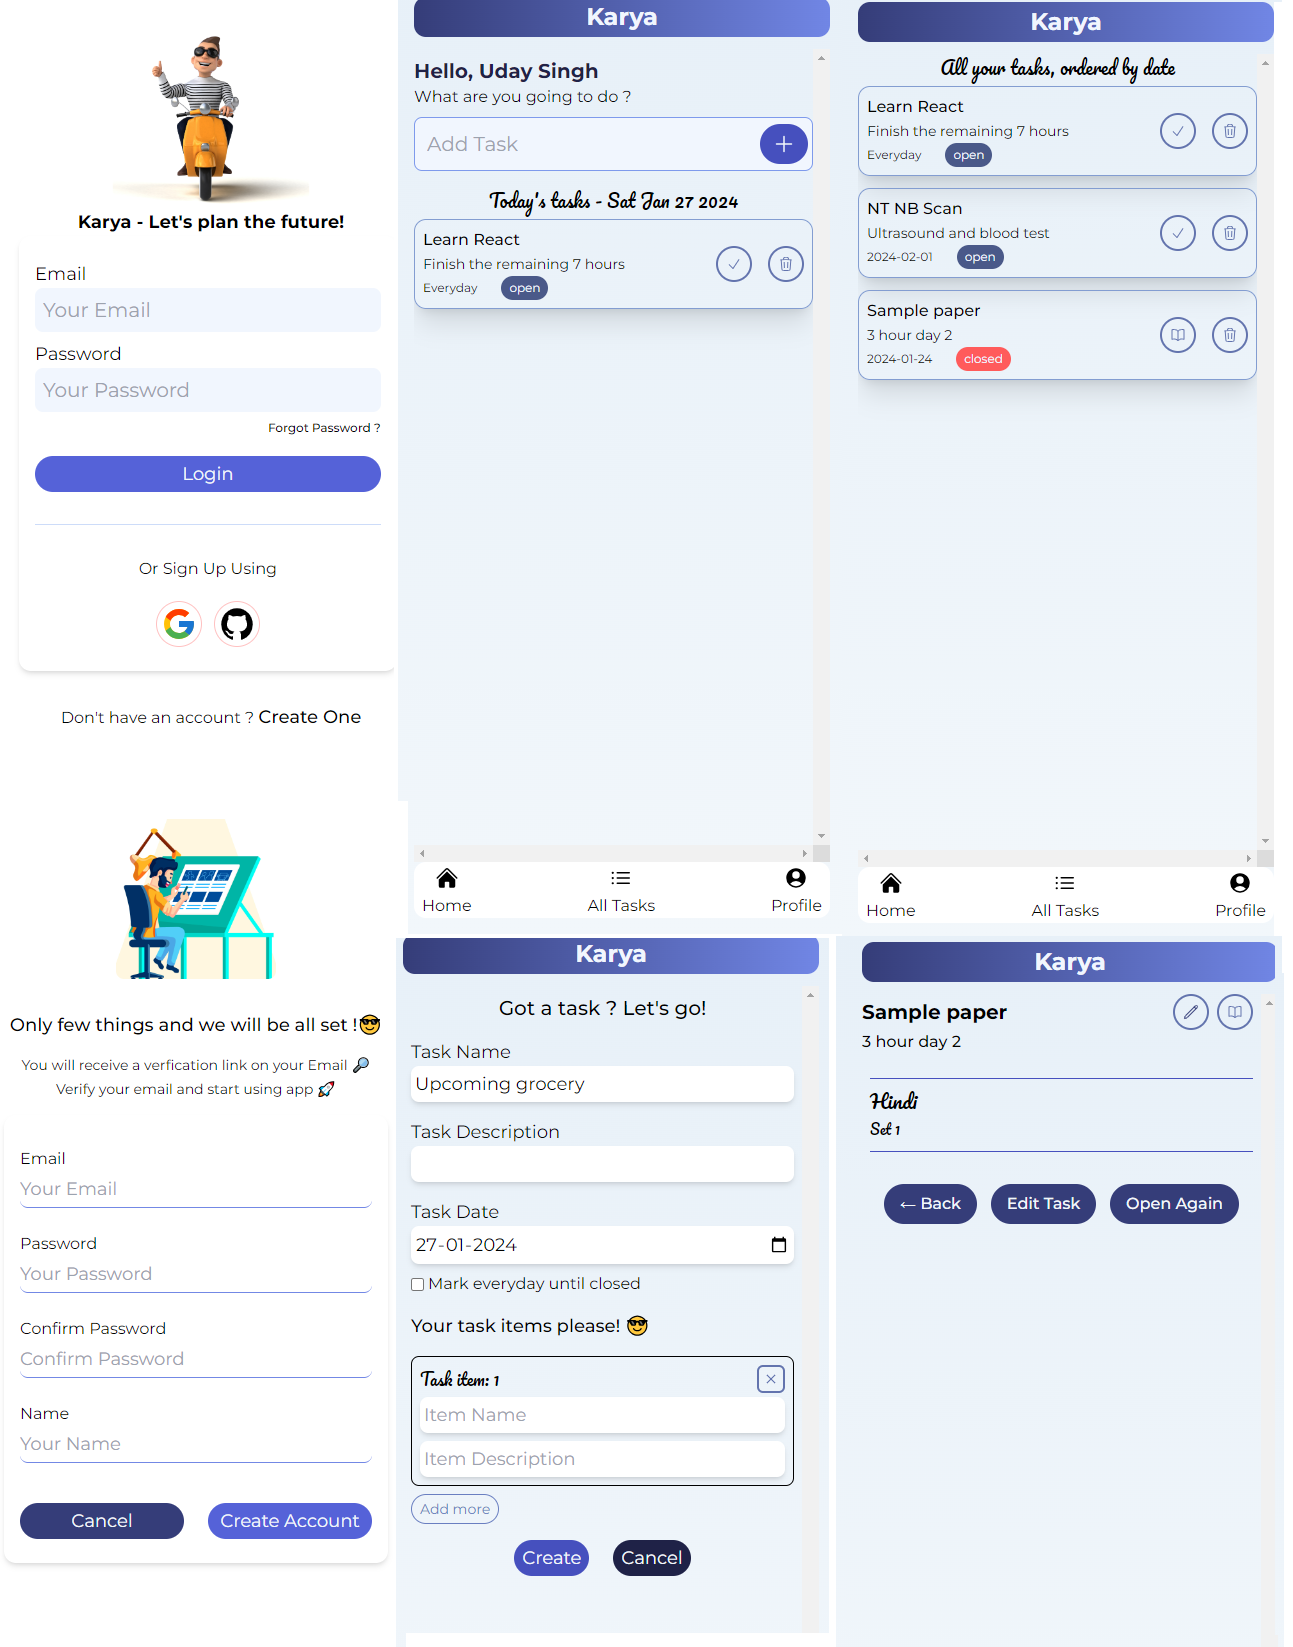 Karya - Let's plan the future!
Email
Your Email
Password
Your Password
Forgot Password ?
Login
Or Sign Up Using
Don't have an account ? Create One
Karya
Hello, Uday Singh
What are you going to do ?
Add Task
Today's tasks - Sat Jan 27 2024
Learn React
Finish the remaining 7 hours
Everyday open
Home All Tasks Profile
Karya
All your tasks, ordered by date
Learn React
Finish the remaining 7 hours
Everyday open
NT NB Scan
Ultrasound and blood test
2024-02-01 open
Sample paper
3 hour day 2
2024-01-24 closed
Home All Tasks Profile
Only few things and we will be all set !😎
You will receive a verfication link on your Email 🔎
Verify your email and start using app 🚀
Email
Your Email
Password
Your Password
Confirm Password
Confirm Password
Name
Your Name
Cancel Create Account
Karya
Got a task ? Let's go!
Task Name
Upcoming grocery
Task Description
Task Date
27-01-2024
Mark everyday until closed
Your task items please! 😎
Task item: 1
Item Name
Item Description
Add more
Create Cancel
Karya
Sample paper
3 hour day 2
Hindi
Set 1
← Back Edit Task Open Again